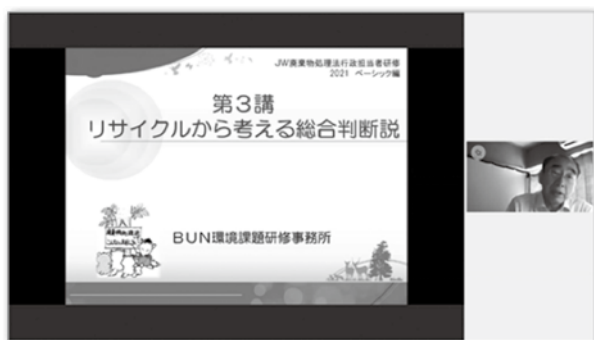 JW廃棄物処理法行政担当者研修
2021 ベーシック編
第３講
リサイクルから考える総合判断説
BUN環境課題研修事務所